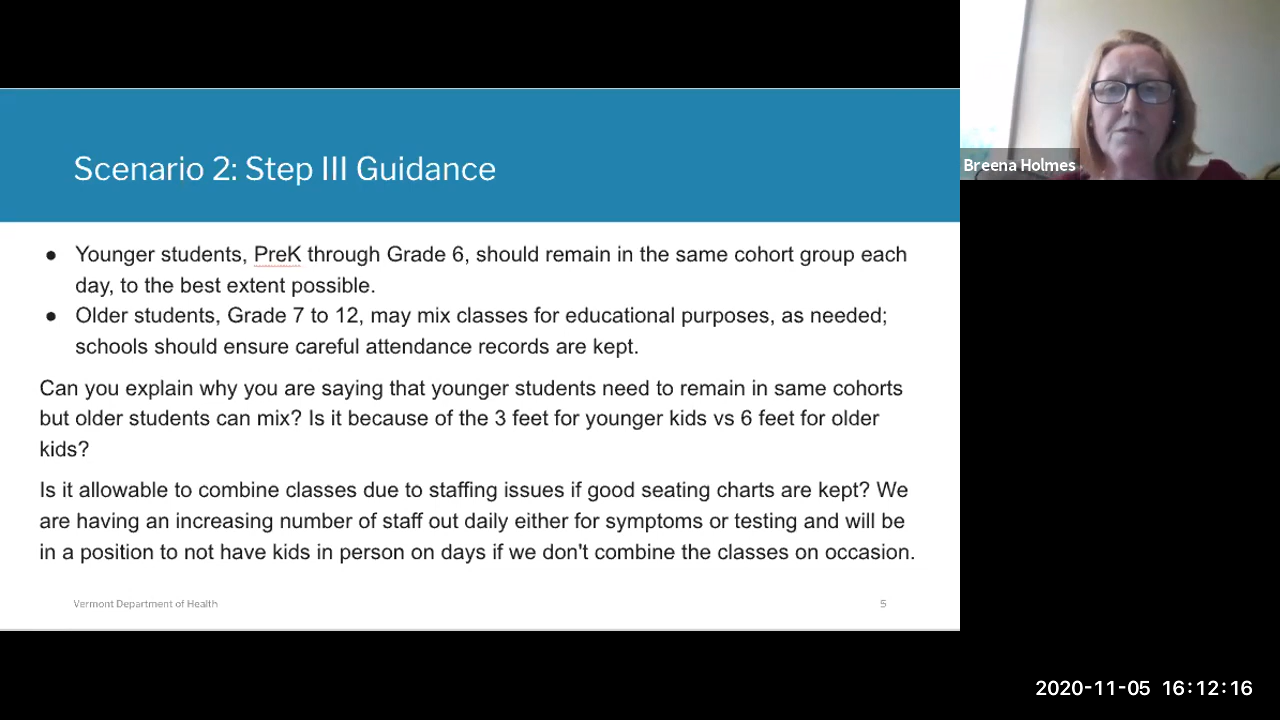 Scenario 2: Step III Guidance
Breena Holmes
● Younger students, PreK through Grade 6, should remain in the same cohort group each
day, to the best extent possible.
● Older students, Grade 7 to 12, may mix classes for educational purposes, as needed;
schools should ensure careful attendance records are kept.
Can you explain why you are saying that younger students need to remain in same cohorts
but older students can mix? Is it because of the 3 feet for younger kids vs 6 feet for older
kids?
Is it allowable to combine classes due to staffing issues if good seating charts are kept? We
are having an increasing number of staff out daily either for symptoms or testing and will be
in a position to not have kids in person on days if we don't combine the classes on occasion.
Vermont Department of Health 5
2020-11-05 16:12:16